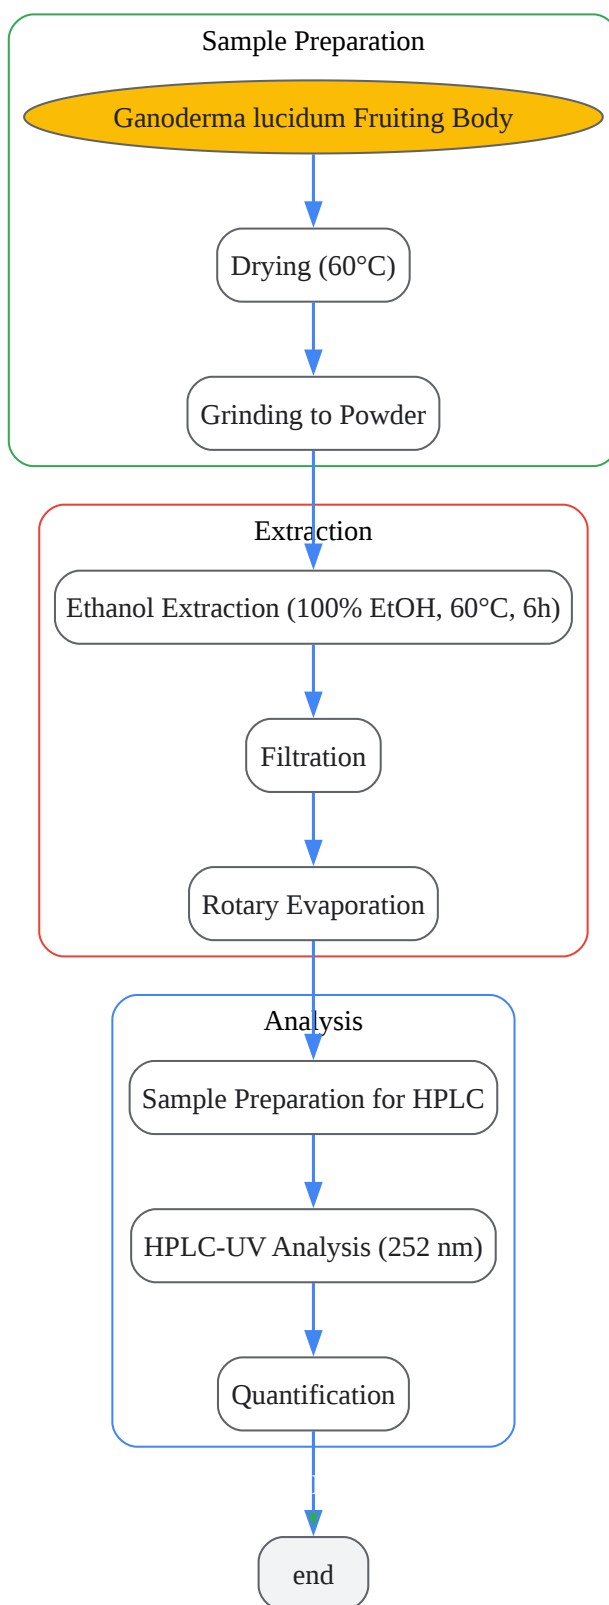 Sample Preparation
Ganoderma lucidum Fruiting Body
Drying (60°C)
Grinding to Powder
Extraction
Ethanol Extraction (100% EtOH, 60°C, 6h)
Filtration
Rotary Evaporation
Analysis
Sample Preparation for HPLC
HPLC-UV Analysis (252 nm)
Quantification
end